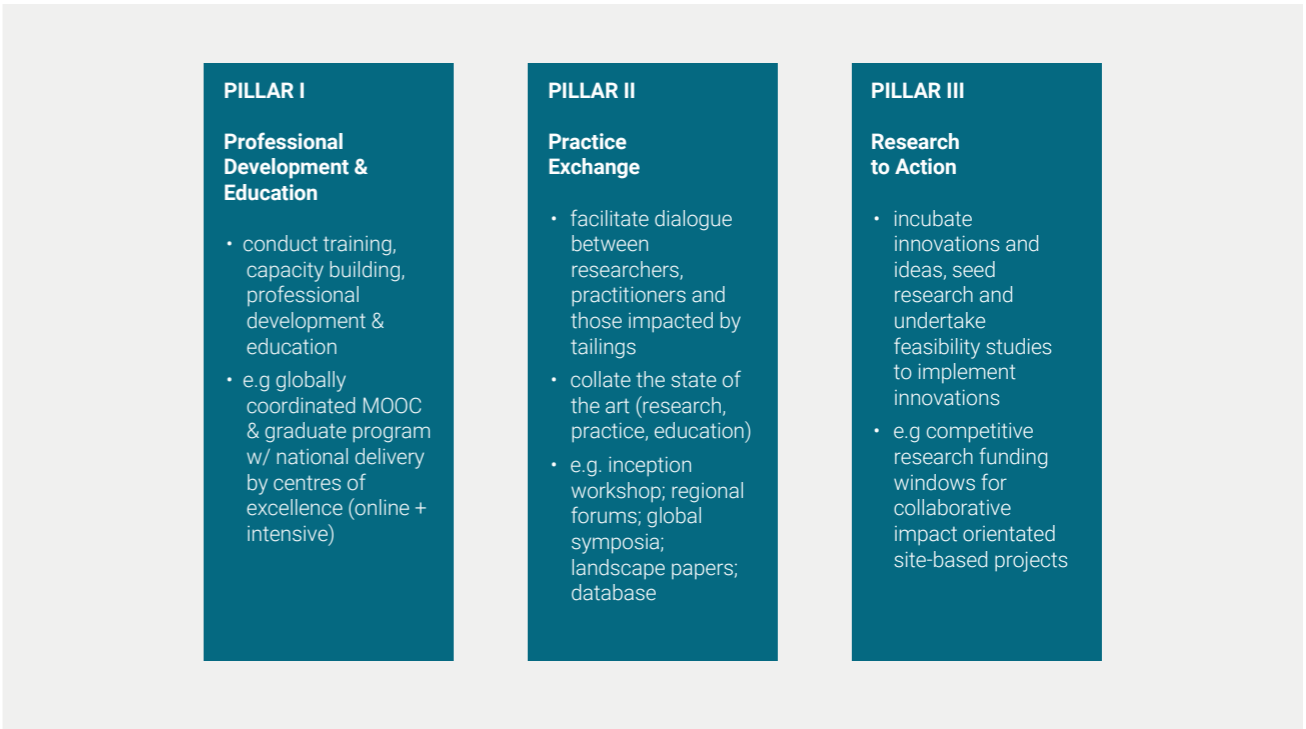 PILLAR I
Professional
Development &
Education
• conduct training,
capacity building,
professional
development &
education
• e.g globally
coordinated MOOC
& graduate program
w/ national delivery
by centres of
excellence (online +
intensive)
PILLAR II
Practice
Exchange
• facilitate dialogue
between
researchers,
practitioners and
those impacted by
tailings
• collate the state of
the art (research,
practice, education)
• e.g. inception
workshop; regional
forums; global
symposia;
landscape papers;
database
PILLAR III
Research
to Action
• incubate
innovations and
ideas, seed
research and
undertake
feasibility studies
to implement
innovations
• e.g competitive
research funding
windows for
collaborative
impact orientated
site-based projects